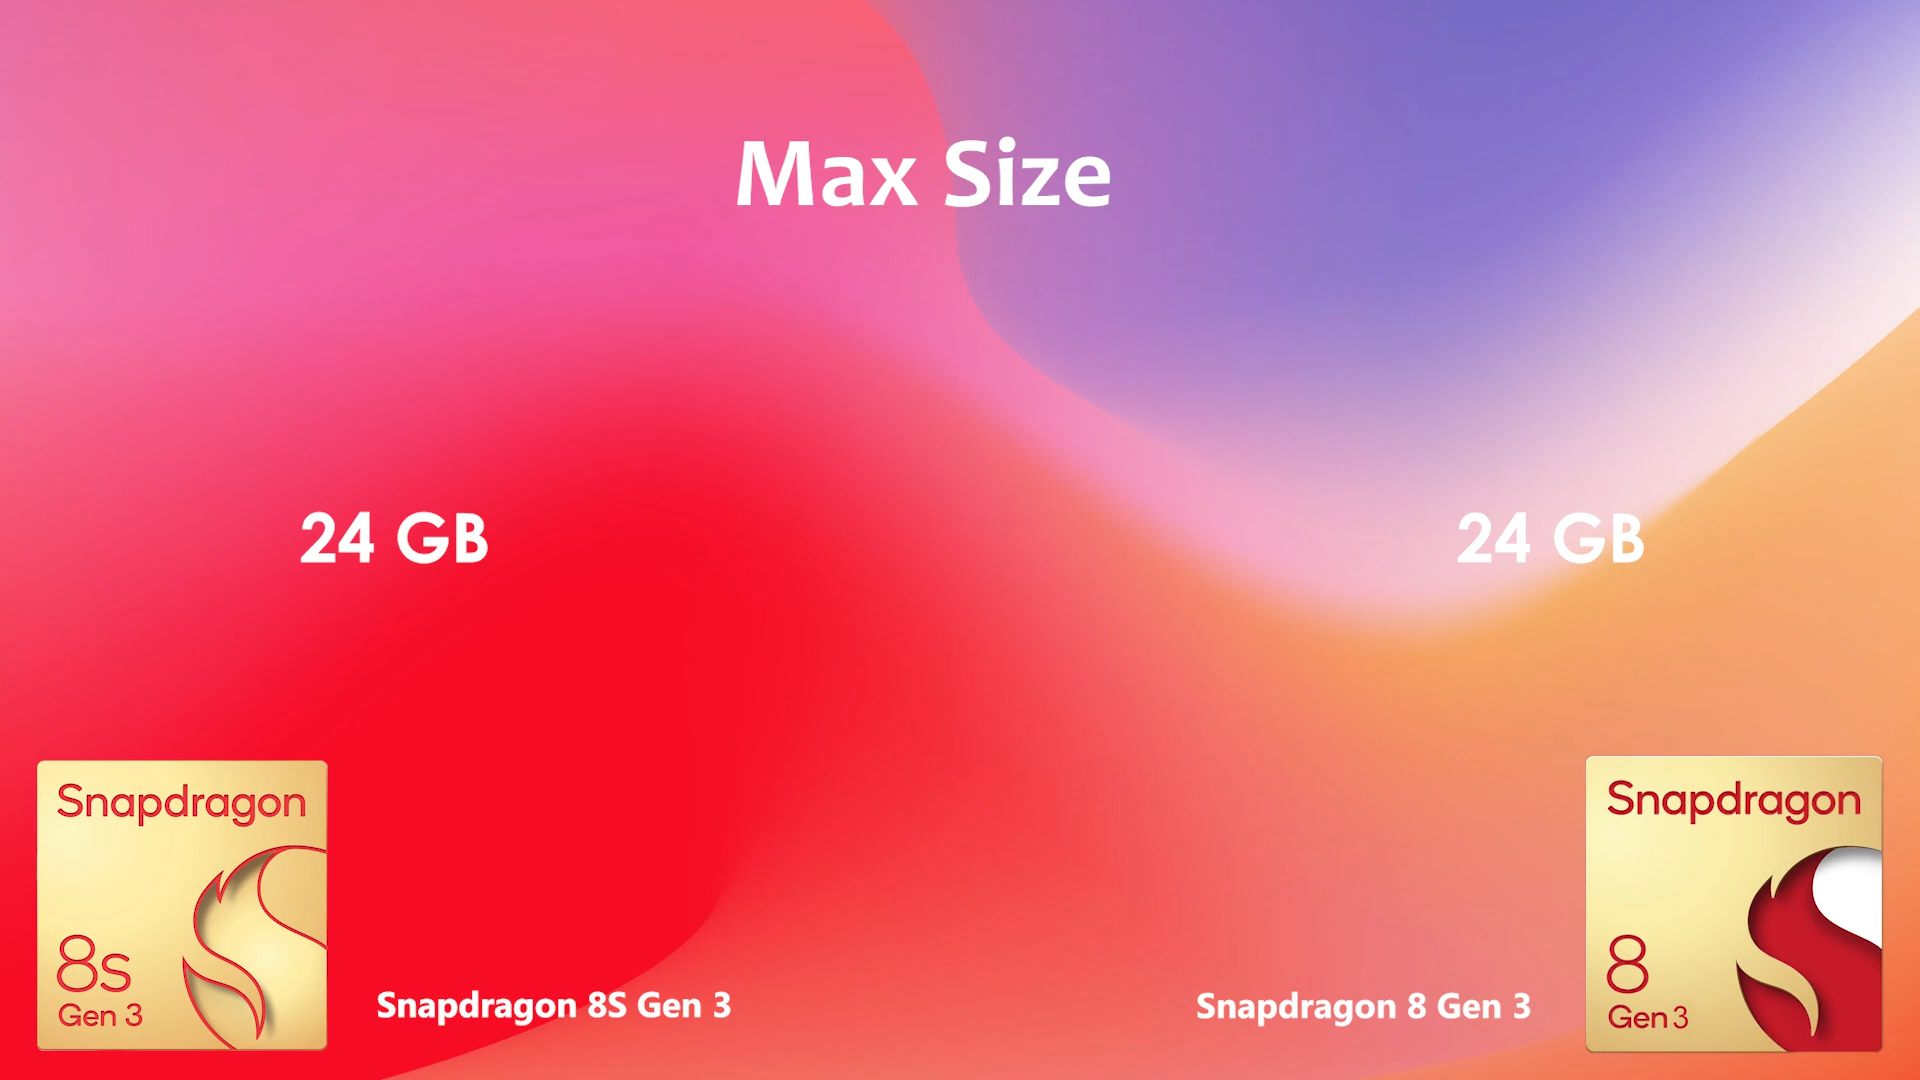 Max Size
24 GB
24 GB
Snapdragon
8s
Gen 3
Snapdragon 8S Gen 3
Snapdragon 8 Gen 3
Snapdragon
8
Gen 3